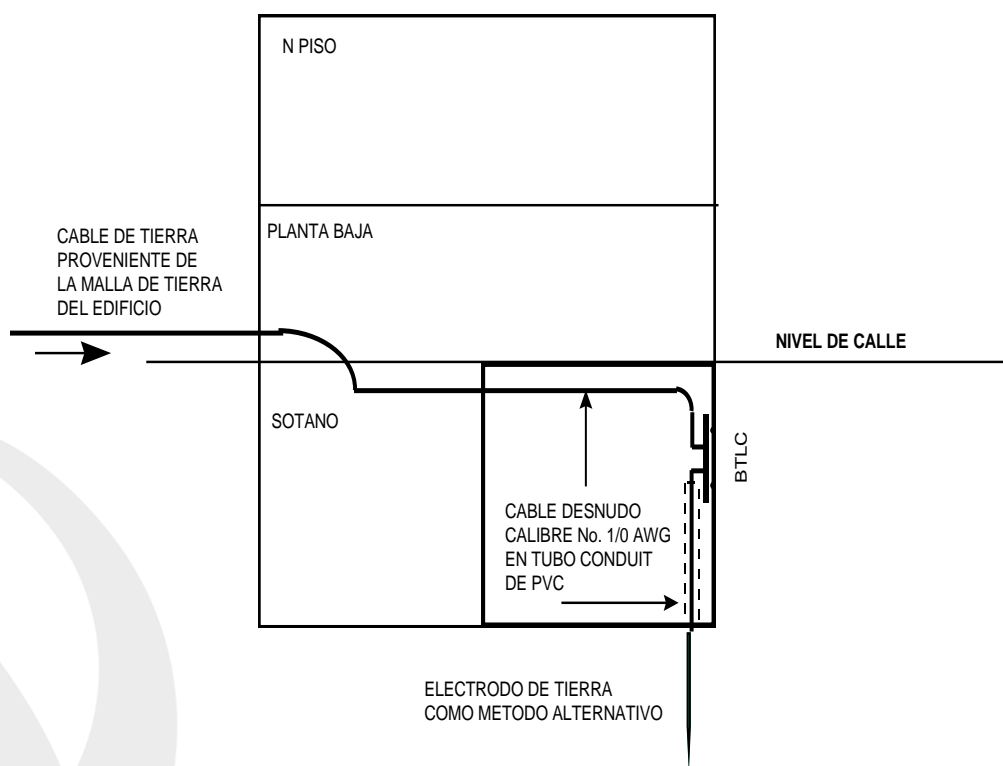 N PISO
PLANTA BAJA
CABLE DE TIERRA
PROVENIENTE DE
LA MALLA DE TIERRA
DEL EDIFICIO
NIVEL DE CALLE
SOTANO
BTLC
CABLE DESNUDO
CALIBRE No. 1/0 AWG
EN TUBO CONDUIT
DE PVC
ELECTRODO DE TIERRA
COMO METODO ALTERNATIVO